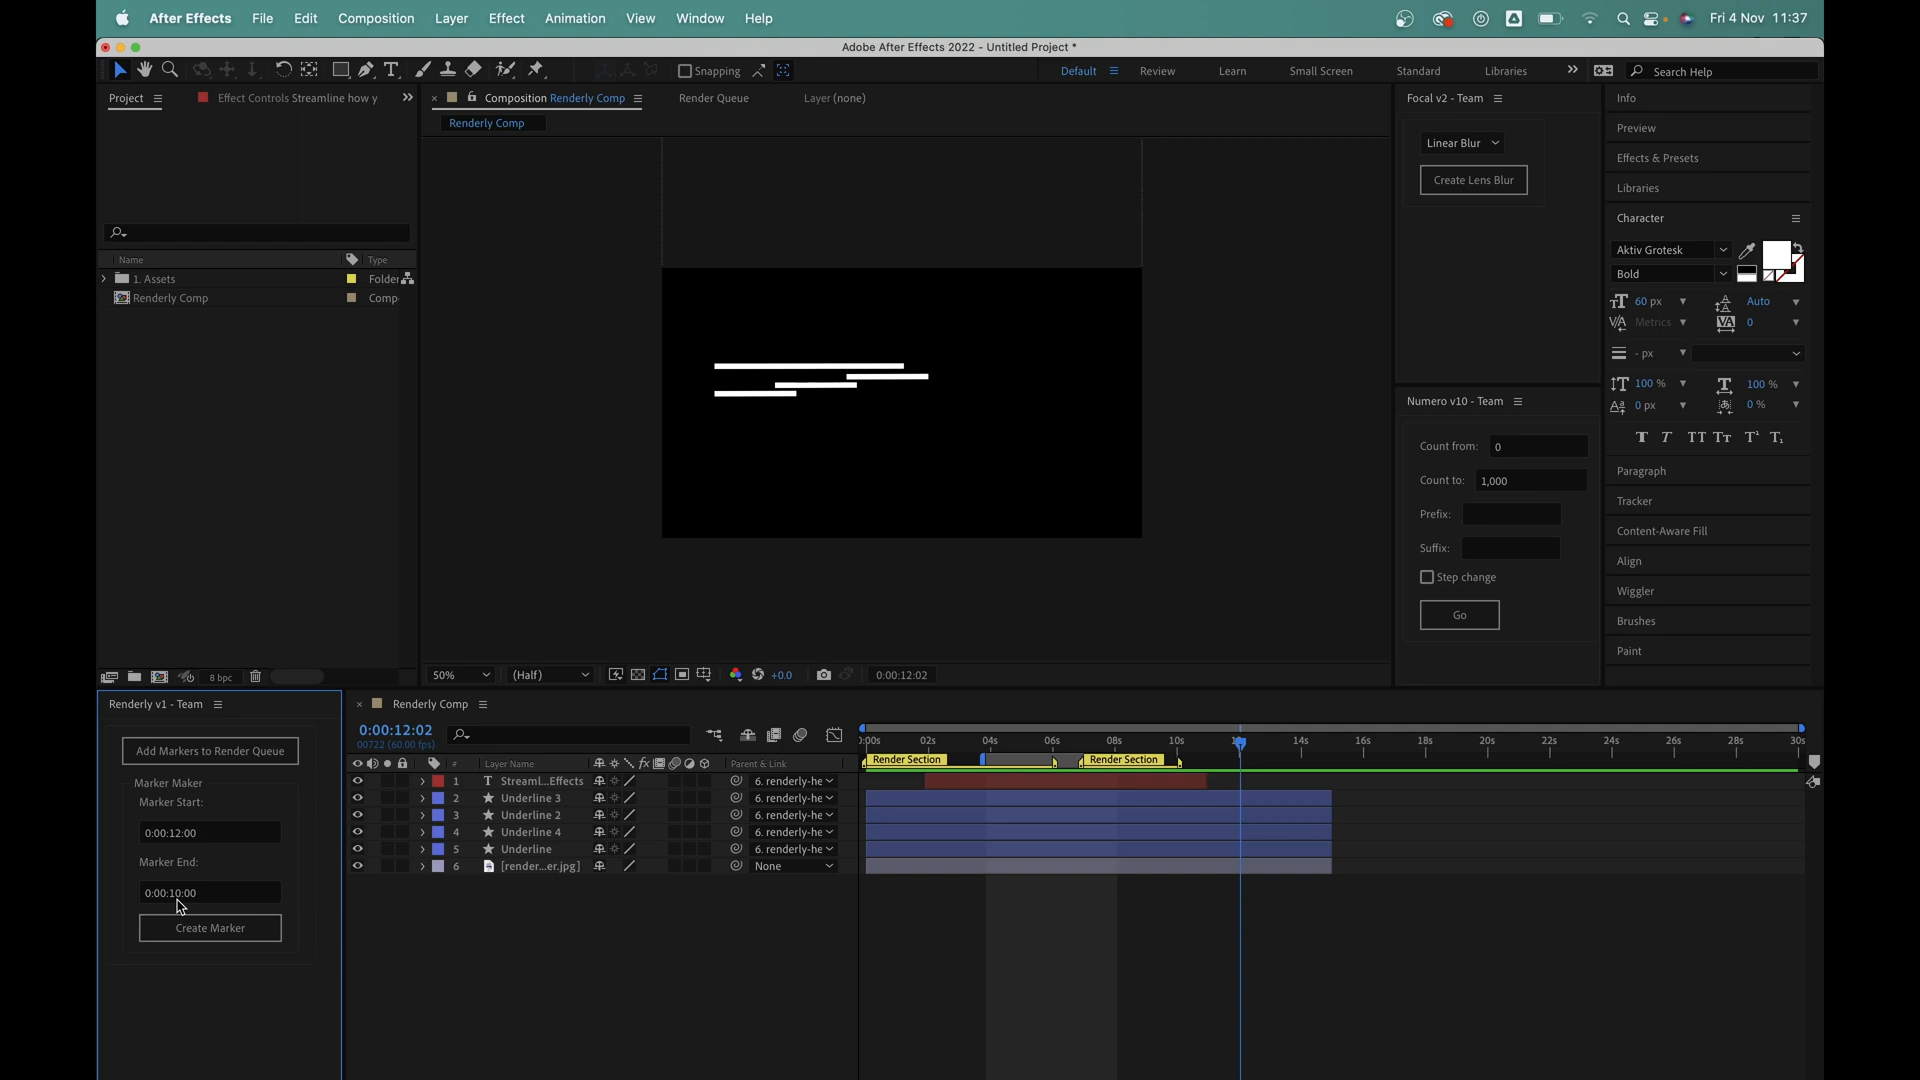 After Effects File Edit Composition Layer Effect Animation View Window Help Fri 4 Nov 11:37
Adobe After Effects 2022 - Untitled Project *
Snapping Default Review Learn Small Screen Standard Libraries Search Help
Project Effect Controls Streamline how y
Composition Renderly Comp Render Queue Layer (none)
Renderly Comp
Name Type
1. Assets Folder
Renderly Comp Comp
8 bpc
50% (Half) +0.0 0:00:12:02
Focal v2 - Team
Linear Blur
Create Lens Blur
Numero v10 - Team
Count from: 0
Count to: 1,000
Prefix:
Suffix:
Step change
Go
Info
Preview
Effects & Presets
Libraries
Character
Aktiv Grotesk
Bold
60 px Auto
Metrics 0
- px
100 % 100 %
0 px 0 %
Paragraph
Tracker
Content-Aware Fill
Align
Wiggler
Brushes
Paint
Renderly v1 - Team
Add Markers to Render Queue
Marker Maker
Marker Start:
0:00:12:00
Marker End:
0:00:10:00
Create Marker
Renderly Comp
0:00:12:02
00722 (60.00 fps)
# Layer Name Parent & Link
1 Streaml...Effects 6. renderly-he
2 Underline 3 6. renderly-he
3 Underline 2 6. renderly-he
4 Underline 4 6. renderly-he
5 Underline 6. renderly-he
6 [render...er.jpg] None
):00s 02s 04s 06s 08s 10s 14s 16s 18s 20s 22s 24s 26s 28s 30s
Render Section Render Section